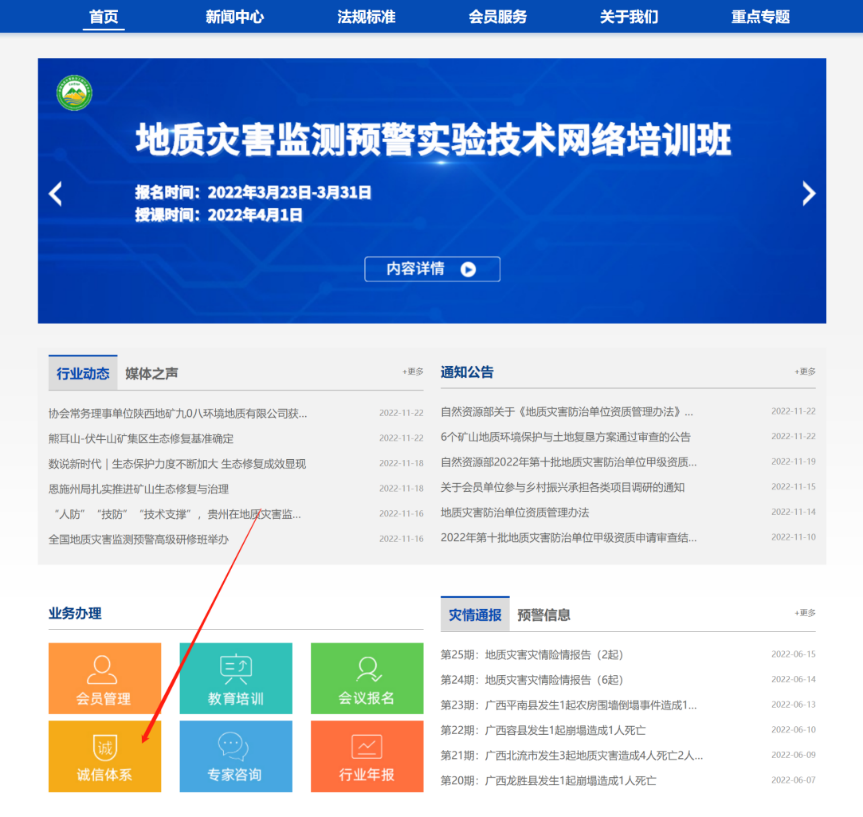 首页 新闻中心 法规标准 会员服务 关于我们 重点专题
地质灾害监测预警实验技术网络培训班
报名时间：2022年3月23日-3月31日
授课时间：2022年4月1日
内容详情
行业动态 媒体之声 +更多
协会常务理事单位陕西地矿九0八环境地质有限公司获... 2022-11-22
熊耳山-伏牛山矿集区生态修复基准确定 2022-11-22
数说新时代 | 生态保护力度不断加大 生态修复成效显现 2022-11-18
恩施州局扎实推进矿山生态修复与治理 2022-11-18
“人防” “技防” “技术支撑”，贵州在地质灾害监... 2022-11-16
全国地质灾害监测预警高级研修班举办 2022-11-16
通知公告 +更多
自然资源部关于《地质灾害防治单位资质管理办法》... 2022-11-22
6个矿山地质环境保护与土地复垦方案通过审查的公告 2022-11-22
自然资源部2022年第十批地质灾害防治单位甲级资质... 2022-11-19
关于会员单位参与乡村振兴承担各类项目调研的通知 2022-11-15
地质灾害防治单位资质管理办法 2022-11-14
2022年第十批地质灾害防治单位甲级资质申请审查结... 2022-11-10
业务办理
会员管理 教育培训 会议报名
诚
诚信体系 专家咨询 行业年报
灾情通报 预警信息 +更多
第25期：地质灾害灾情险情报告（2起） 2022-06-15
第24期：地质灾害灾情险情报告（6起） 2022-06-14
第23期：广西平南县发生1起农房围墙倒塌事件造成1... 2022-06-13
第22期：广西容县发生1起崩塌造成1人死亡 2022-06-10
第21期：广西北流市发生3起地质灾害造成4人死亡2人... 2022-06-09
第20期：广西龙胜县发生1起崩塌造成1人死亡 2022-06-07